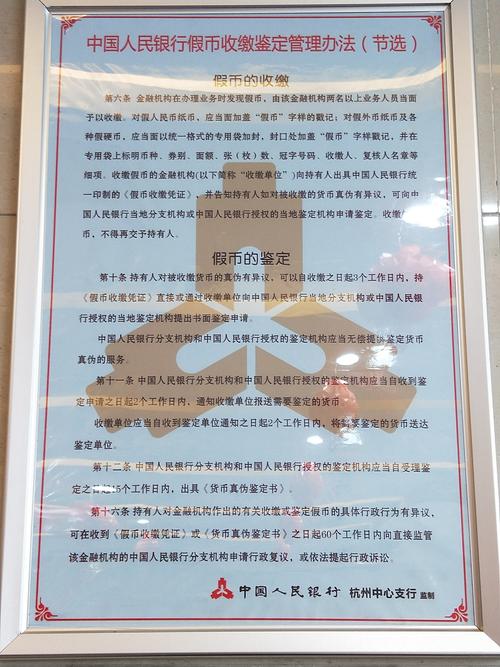 中国人民银行假币收缴鉴定管理办法（节选）
假币的收缴
第六条 金融机构在办理业务时发现假币，由该金融机构两名以上业务人员当面
予以收缴。对假人民币纸币，应当面加盖“假币”字样的戳记；对假外币纸币及各
种假硬币，应当面以统一格式的专用袋加封，封口处加盖“假币”字样戳记，并在
专用袋上标明币种、券别、面额、张（枚）数、冠字号码、收缴人、复核人名章等
细项。收缴假币的金融机构(以下简称“收缴单位”)向持有人出具中国人民银行统
一印制的《假币收缴凭证》，并告知持有人如对被收缴的货币真伪有异议，可向中
国人民银行当地分支机构或中国人民银行授权的当地鉴定机构申请鉴定。收缴
币，不得再交予持有人。
假币的鉴定
第十条 持有人对被收缴货币的真伪有异议，可以自收缴之日起3个工作日内，持
《假币收缴凭证》直接或通过收缴单位向中国人民银行当地分支机构或中国人民银
行授权的当地鉴定机构提出书面鉴定申请。
中国人民银行分支机构和中国人民银行授权的鉴定机构应当无偿提供鉴定货币
真伪的服务。
第十一条 中国人民银行分支机构和中国人民银行授权的鉴定机构应当自收到鉴
定申请之日起2个工作日内，通知收缴单位报送需要鉴定的货币。
收缴单位应当自收到鉴定单位通知之日起2个工作日内，将需要鉴定的货币送达
鉴定单位。
第十二条 中国人民银行分支机构和中国人民银行授权的鉴定机构应当自受理鉴
定之日起15个工作日内，出具《货币真伪鉴定书》。
第十六条 持有人对金融机构作出的有关收缴或鉴定假币的具体行政行为有异议，
可在收到《假币收缴凭证》或《货币真伪鉴定书》之日起60个工作日内向直接监管
该金融机构的中国人民银行分支机构申请行政复议，或依法提起行政诉讼。
中国人民银行 杭州中心支行 监制